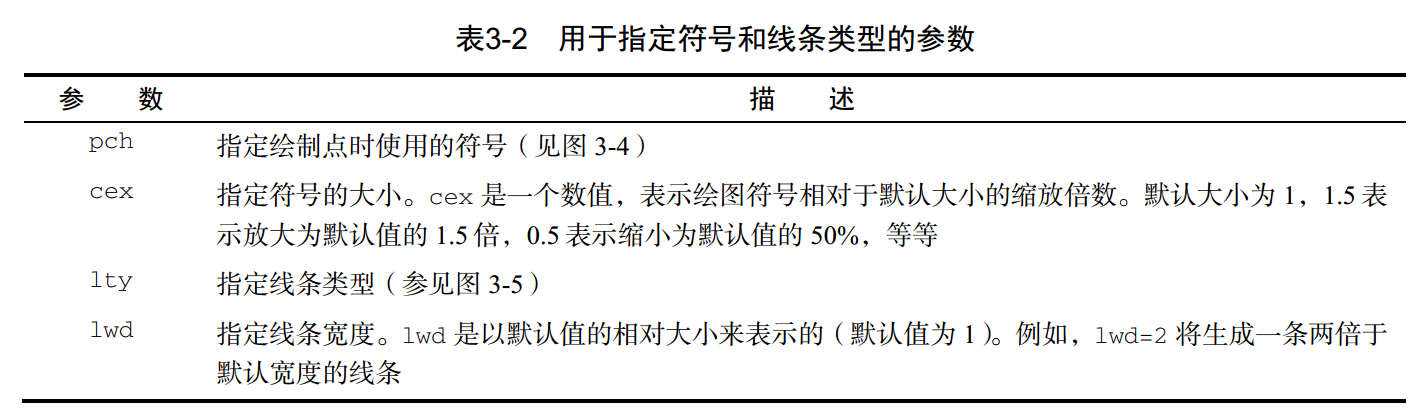 表3-2 用于指定符号和线条类型的参数
参 数 描 述
pch 指定绘制点时使用的符号（见图 3-4）
cex 指定符号的大小。cex 是一个数值，表示绘图符号相对于默认大小的缩放倍数。默认大小为 1，1.5 表
示放大为默认值的 1.5 倍，0.5 表示缩小为默认值的 50%，等等
lty 指定线条类型（参见图 3-5）
lwd 指定线条宽度。lwd 是以默认值的相对大小来表示的（默认值为 1）。例如，lwd=2 将生成一条两倍于
默认宽度的线条